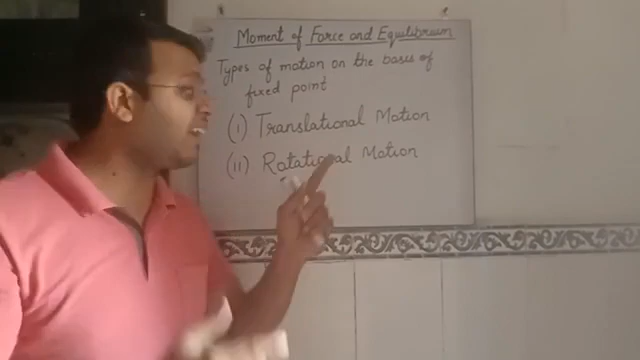 Moment of Force and Equilibrium
Types of motion on the basis of
fixed point
(i) Translational Motion
(ii) Rotational Motion